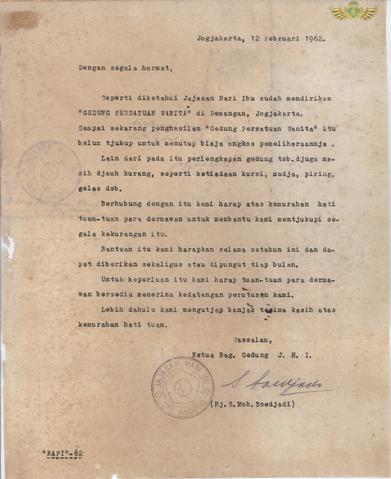 Jogjakarta, 12 Pebruari 1962.
Dengan segala hormat,
Seperti diketahui Jajasan Hari Ibu sudah mendirikan
"GEDUNG PERSATUAN WANITA" di Demangan, Jogjakarta.
Sampai sekarang penghasilan "Gedung Persatuan Wanita" itu
belum tjukup untuk menutup biaja ongkos pemeliharaannja.
Lain dari pada itu perlengkapan gedung tsb.djuga ma-
sih djauh kurang, seperti ketiadaan kursi, medja, piring,
gelas dsb.
Berhubung dengan itu kami harap atas kemurahan hati
tuan-tuan para dermawan untuk membantu kami mentjukupi se-
gala kekurangan itu.
Bantuan itu kami harapkan selama setahun ini dan da-
pat diberikan sekaligus atau dipungut tiap bulan.
Untuk keperluan itu kami harap tuan-tuan para derma-
wan bersedia menerima kedatangan perutusan kami.
Lebih dahulu kami mengutjap banjak terima kasih atas
kemurahan hati tuan.
Wassalam,
Ketua Bag. Gedung J. H. I.
JAJASAN HARI
S. Soedjadi
(Nj.S.Moh. Soedjadi)
"RAPI"-62